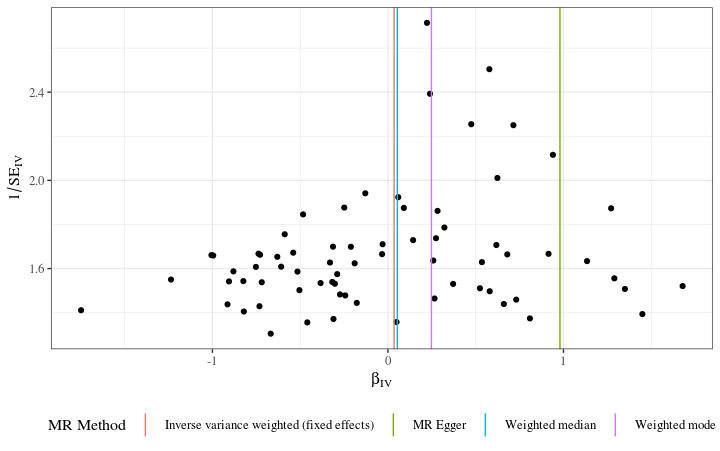 2.4
2.0
1.6
1/SE_IV
-1 0 1
β_IV
MR Method Inverse variance weighted (fixed effects) MR Egger Weighted median Weighted mode